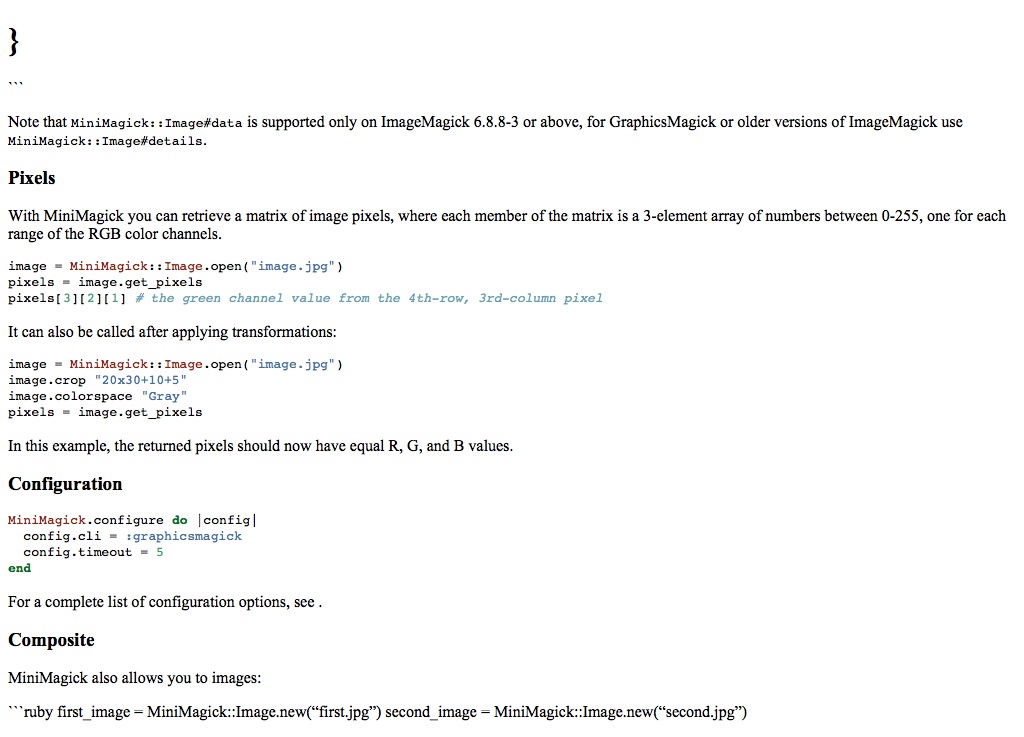 }
```
Note that MiniMagick::Image#data is supported only on ImageMagick 6.8.8-3 or above, for GraphicsMagick or older versions of ImageMagick use
MiniMagick::Image#details.
Pixels
With MiniMagick you can retrieve a matrix of image pixels, where each member of the matrix is a 3-element array of numbers between 0-255, one for each
range of the RGB color channels.
image = MiniMagick::Image.open("image.jpg")
pixels = image.get_pixels
pixels[3][2][1] # the green channel value from the 4th-row, 3rd-column pixel
It can also be called after applying transformations:
image = MiniMagick::Image.open("image.jpg")
image.crop "20x30+10+5"
image.colorspace "Gray"
pixels = image.get_pixels
In this example, the returned pixels should now have equal R, G, and B values.
Configuration
MiniMagick.configure do |config|
  config.cli = :graphicsmagick
  config.timeout = 5
end
For a complete list of configuration options, see .
Composite
MiniMagick also allows you to images:
```ruby first_image = MiniMagick::Image.new(“first.jpg”) second_image = MiniMagick::Image.new(“second.jpg”)